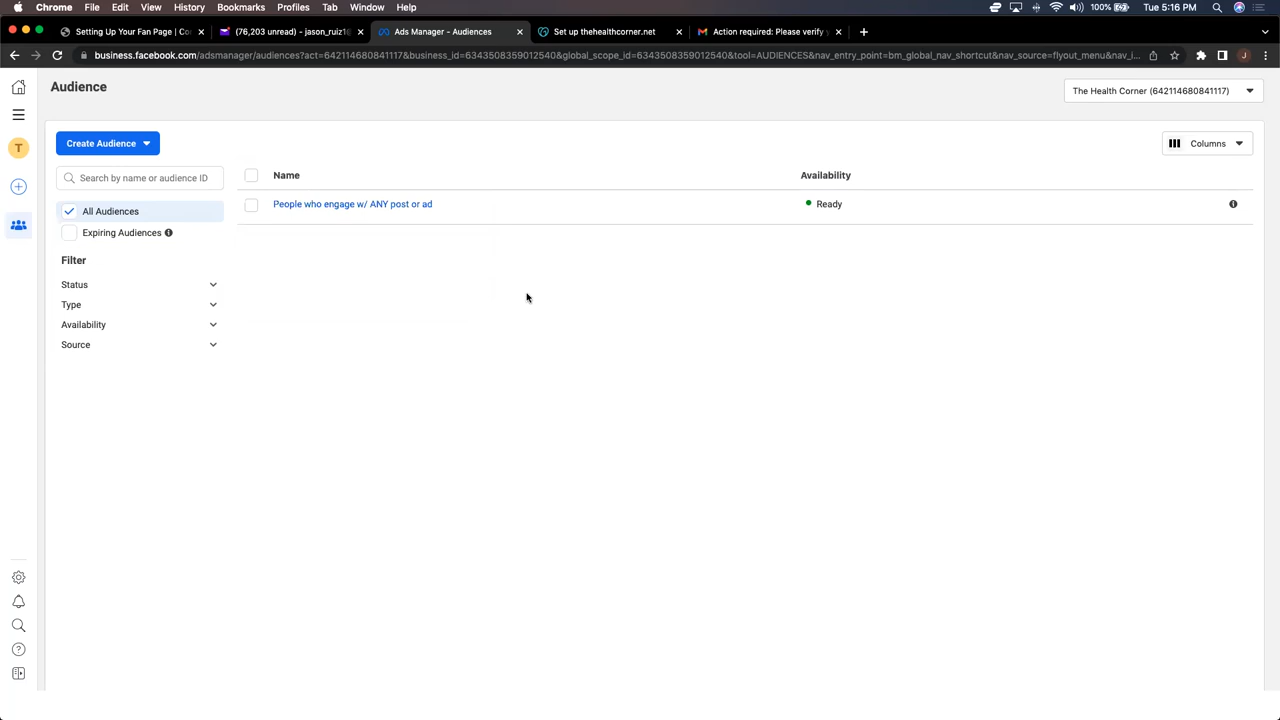 Chrome File Edit View History Bookmarks Profiles Tab Window Help 100% Tue 5:16 PM
Setting Up Your Fan Page | Co (76,203 unread) - jason_ruiz1@ Ads Manager - Audiences Set up thehealthcorner.net Action required: Please verify
business.facebook.com/adsmanager/audiences?act=642114680841117&business_id=6343508359012540&global_scope_id=6343508359012540&tool=AUDIENCES&nav_entry_point=bm_global_nav_shortcut&nav_source=flyout_menu&nav_i... J
Audience
The Health Corner (642114680841117)
T
Create Audience
Columns
Search by name or audience ID
Name Availability
All Audiences
People who engage w/ ANY post or ad Ready
Expiring Audiences
Filter
Status
Type
Availability
Source